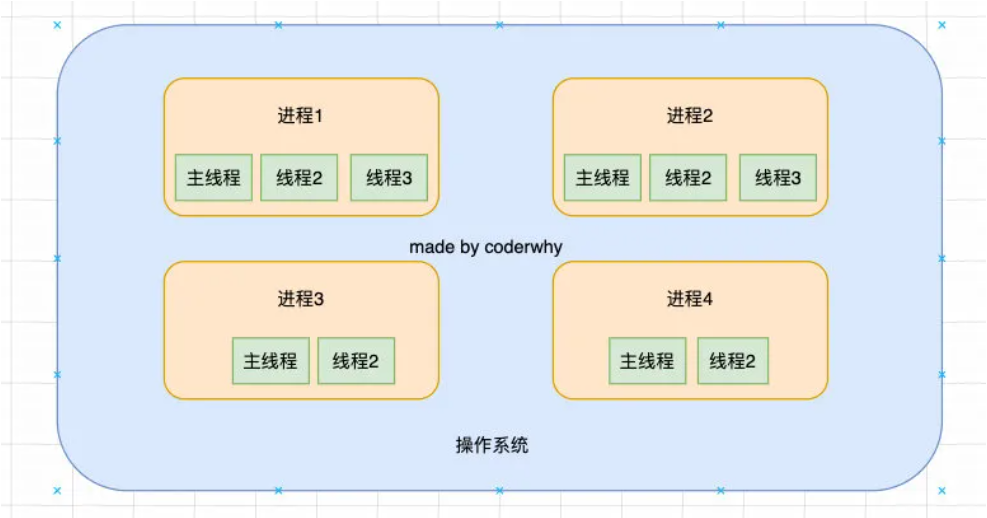 进程1
主线程
线程2
线程3
进程2
主线程
线程2
线程3
made by coderwhy
进程3
主线程
线程2
进程4
主线程
线程2
操作系统